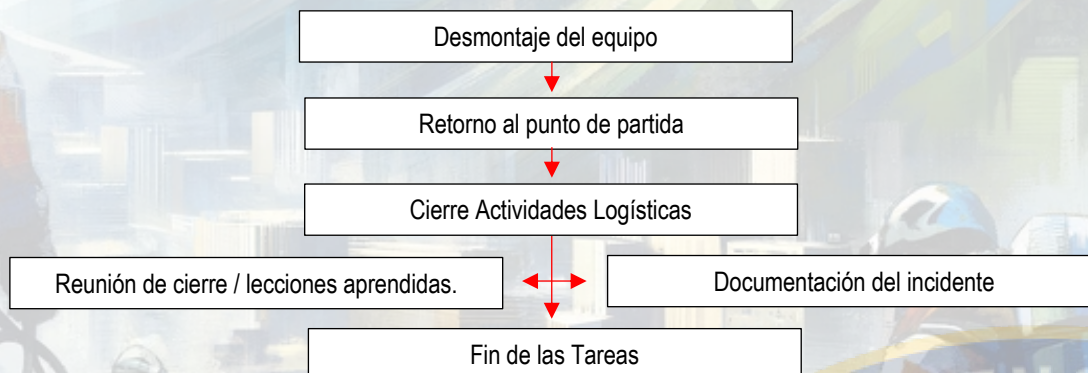 Desmontaje del equipo
Retorno al punto de partida
Cierre Actividades Logísticas
Reunión de cierre / lecciones aprendidas.
Documentación del incidente
Fin de las Tareas